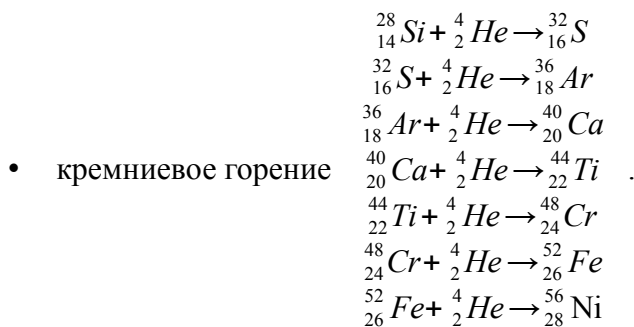 ²⁸₁₄Si + ⁴₂He → ³²₁₆S
³²₁₆S + ⁴₂He → ³⁶₁₈Ar
³⁶₁₈Ar + ⁴₂He → ⁴⁰₂₀Ca
• кремниевое горение ⁴⁰₂₀Ca + ⁴₂He → ⁴⁴₂₂Ti .
⁴⁴₂₂Ti + ⁴₂He → ⁴⁸₂₄Cr
⁴⁸₂₄Cr + ⁴₂He → ⁵²₂₆Fe
⁵²₂₆Fe + ⁴₂He → ⁵⁶₂₈Ni